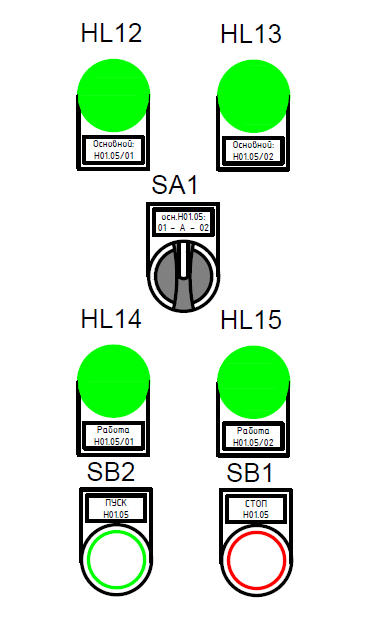 HL12
HL13
Основной:
Н01.05/01
Основной:
Н01.05/02
SA1
осн.Н01.05:
01 - А - 02
HL14
HL15
Работа
Н01.05/01
Работа
Н01.05/02
SB2
SB1
ПУСК
Н01.05
СТОП
Н01.05